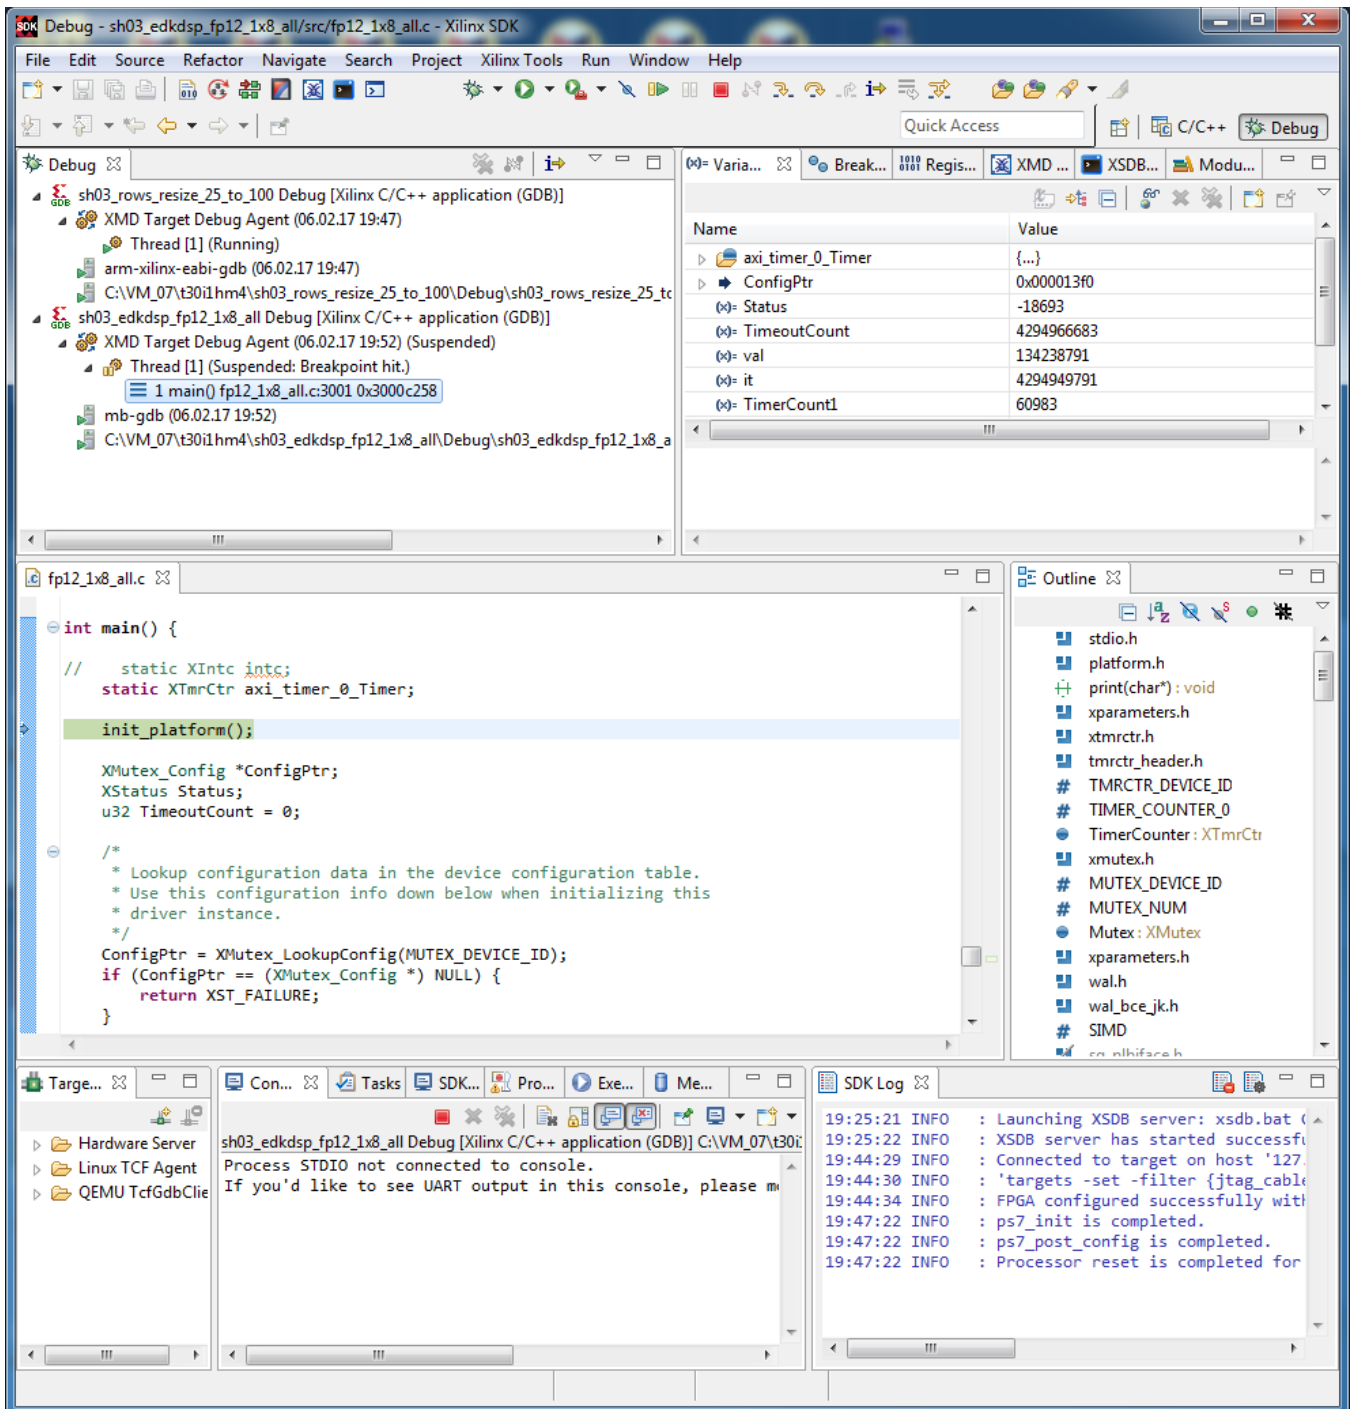 Debug - sh03_edkdsp_fp12_1x8_all/src/fp12_1x8_all.c - Xilinx SDK
File Edit Source Refactor Navigate Search Project Xilinx Tools Run Window Help
Quick Access
C/C++
Debug
Debug
sh03_rows_resize_25_to_100 Debug [Xilinx C/C++ application (GDB)]
XMD Target Debug Agent (06.02.17 19:47)
Thread [1] (Running)
arm-xilinx-eabi-gdb (06.02.17 19:47)
C:\VM_07\t30i1hm4\sh03_rows_resize_25_to_100\Debug\sh03_rows_resize_25_tc
sh03_edkdsp_fp12_1x8_all Debug [Xilinx C/C++ application (GDB)]
XMD Target Debug Agent (06.02.17 19:52) (Suspended)
Thread [1] (Suspended: Breakpoint hit.)
1 main() fp12_1x8_all.c:3001 0x3000c258
mb-gdb (06.02.17 19:52)
C:\VM_07\t30i1hm4\sh03_edkdsp_fp12_1x8_all\Debug\sh03_edkdsp_fp12_1x8_a
(x)= Varia... Break... Regis... XMD ... XSDB... Modu...
Name Value
axi_timer_0_Timer {...}
ConfigPtr 0x000013f0
(x)= Status -18693
(x)= TimeoutCount 4294966683
(x)= val 134238791
(x)= it 4294949791
(x)= TimerCount1 60983
fp12_1x8_all.c
int main() {
//    static XIntc intc;
static XTmrCtr axi_timer_0_Timer;
init_platform();
XMutex_Config *ConfigPtr;
XStatus Status;
u32 TimeoutCount = 0;
/*
* Lookup configuration data in the device configuration table.
* Use this configuration info down below when initializing this
* driver instance.
*/
ConfigPtr = XMutex_LookupConfig(MUTEX_DEVICE_ID);
if (ConfigPtr == (XMutex_Config *) NULL) {
return XST_FAILURE;
}
Outline
stdio.h
platform.h
print(char*) : void
xparameters.h
xtmrctr.h
tmrctr_header.h
TMRCTR_DEVICE_ID
TIMER_COUNTER_0
TimerCounter : XTmrCtr
xmutex.h
MUTEX_DEVICE_ID
MUTEX_NUM
Mutex : XMutex
xparameters.h
wal.h
wal_bce_jk.h
SIMD
Targe...
Hardware Server
Linux TCF Agent
QEMU TcfGdbClie
Con... Tasks SDK... Pro... Exe... Me...
sh03_edkdsp_fp12_1x8_all Debug [Xilinx C/C++ application (GDB)] C:\VM_07\t30i:
Process STDIO not connected to console.
If you'd like to see UART output in this console, please m
SDK Log
19:25:21 INFO : Launching XSDB server: xsdb.bat
19:25:22 INFO : XSDB server has started successfu
19:44:29 INFO : Connected to target on host '127.
19:44:30 INFO : 'targets -set -filter {jtag_cable
19:44:34 INFO : FPGA configured successfully with
19:47:22 INFO : ps7_init is completed.
19:47:22 INFO : ps7_post_config is completed.
19:47:22 INFO : Processor reset is completed for